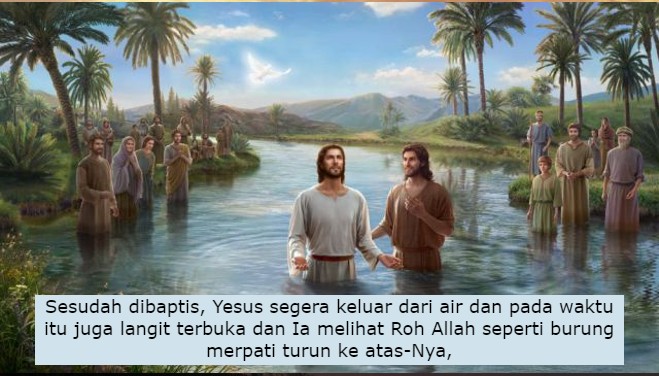 Sesudah dibaptis, Yesus segera keluar dari air dan pada waktu
itu juga langit terbuka dan Ia melihat Roh Allah seperti burung
merpati turun ke atas-Nya,